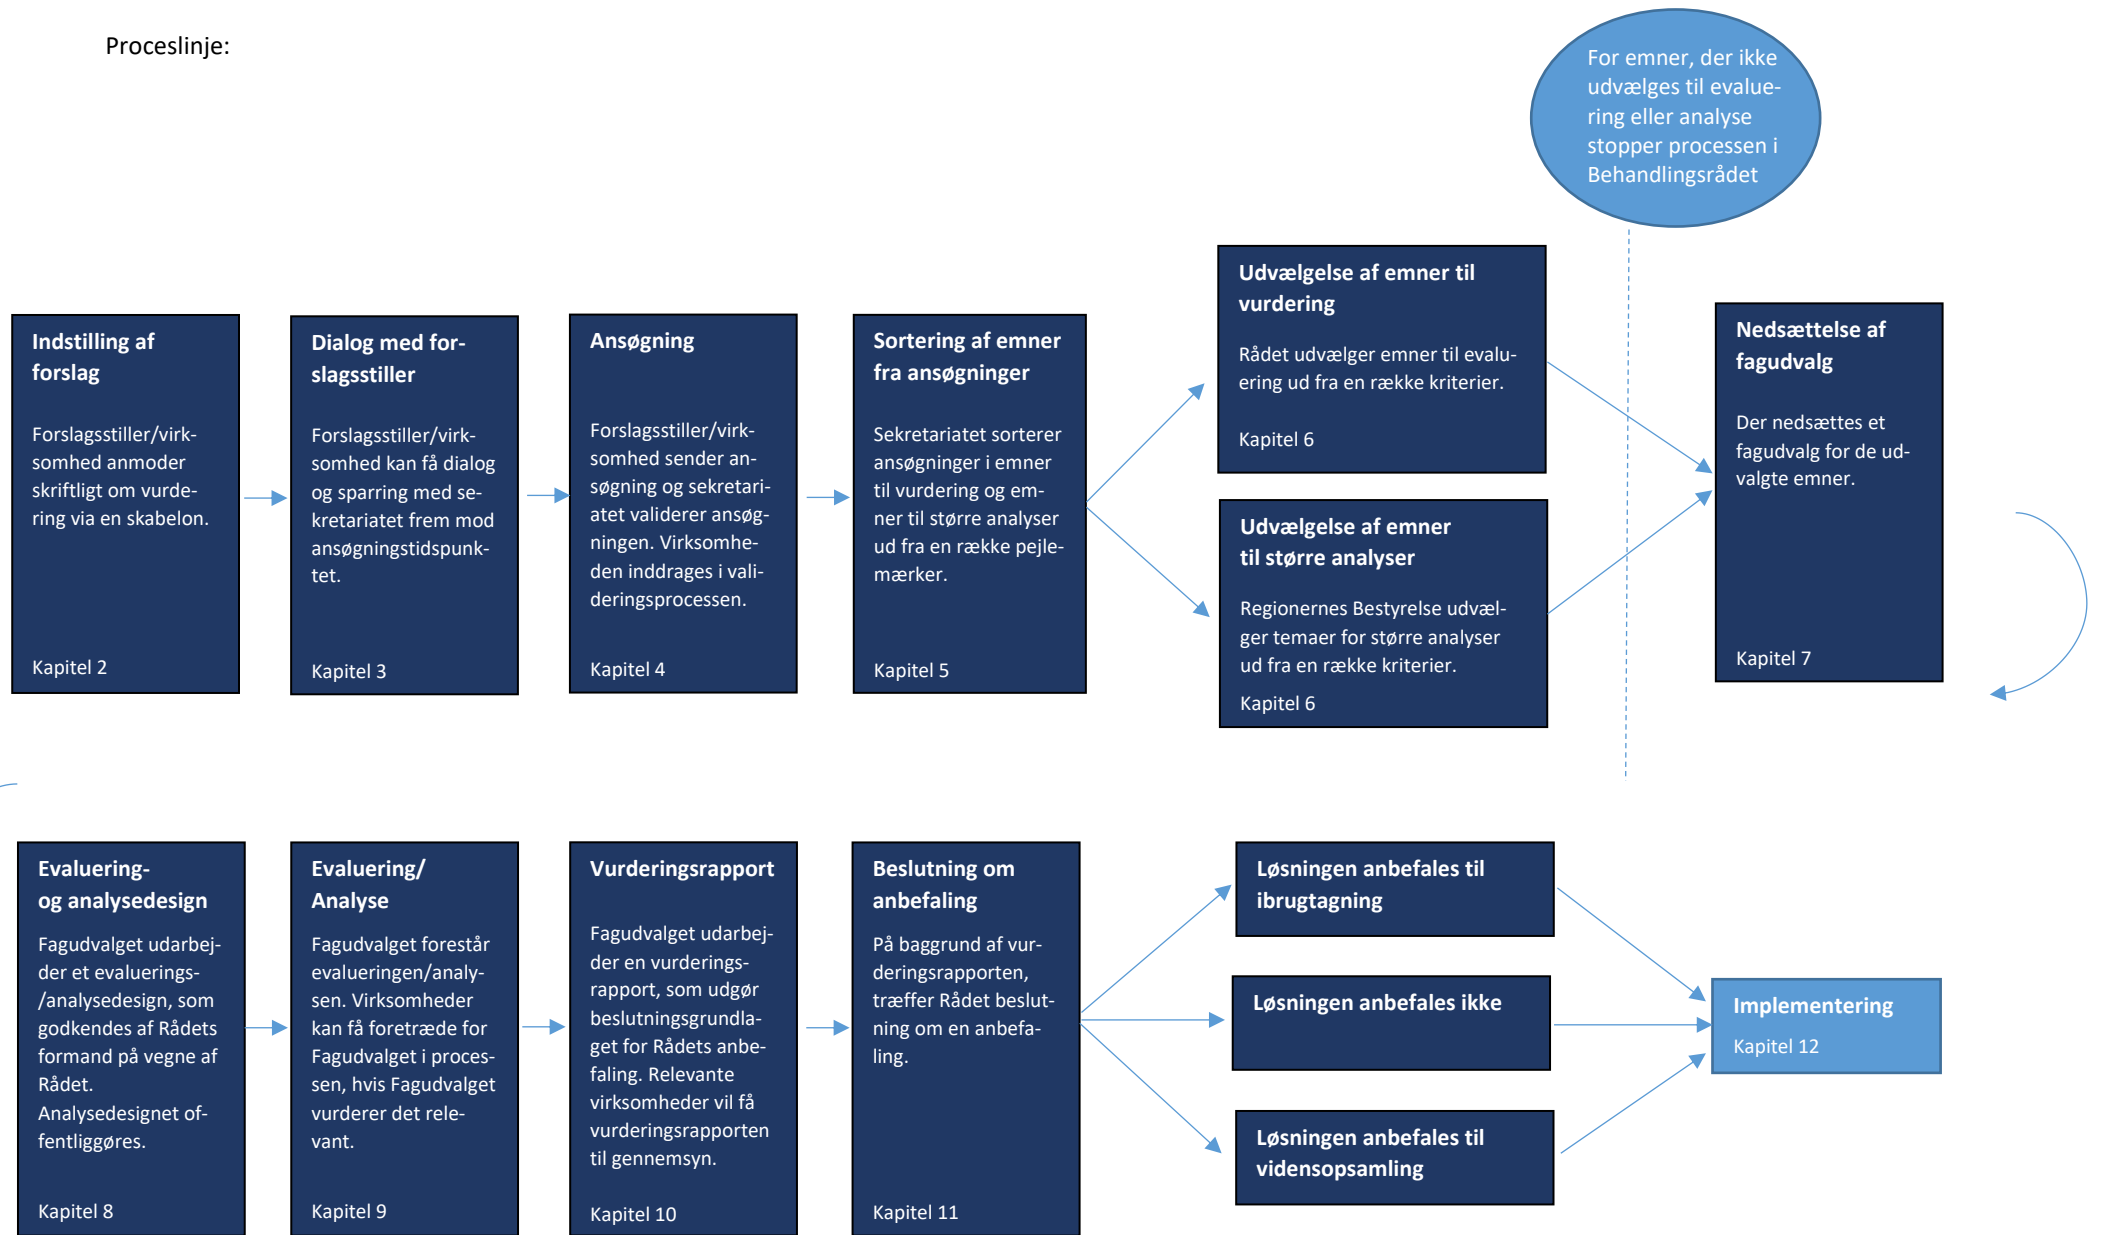 Proceslinje:
For emner, der ikke
udvælges til evalue-
ring eller analyse
stopper processen i
Behandlingsrådet
Indstilling af
forslag
Forslagsstiller/virk-
somhed anmoder
skriftligt om vurde-
ring via en skabelon.
Kapitel 2
Dialog med for-
slagsstiller
Forslagsstiller/virk-
somhed kan få dialog
og sparring med se-
kretariatet frem mod
ansøgningstidspunk-
tet.
Kapitel 3
Ansøgning
Forslagsstiller/virk-
somhed sender an-
søgning og sekretari-
atet validerer ansøg-
ningen. Virksomhe-
den inddrages i vali-
deringsprocessen.
Kapitel 4
Sortering af emner
fra ansøgninger
Sekretariatet sorterer
ansøgninger i emner
til vurdering og em-
ner til større analyser
ud fra en række pejle-
mærker.
Kapitel 5
Udvælgelse af emner til
vurdering
Rådet udvælger emner til evalu-
ering ud fra en række kriterier.
Kapitel 6
Udvælgelse af emner
til større analyser
Regionernes Bestyrelse udvæl-
ger temaer for større analyser
ud fra en række kriterier.
Kapitel 6
Nedsættelse af
fagudvalg
Der nedsættes et
fagudvalg for de ud-
valgte emner.
Kapitel 7
Evaluering-
og analysedesign
Fagudvalget udarbej-
der et evaluerings-
/analysedesign, som
godkendes af Rådets
formand på vegne af
Rådet.
Analysedesignet of-
fentliggøres.
Kapitel 8
Evaluering/
Analyse
Fagudvalget forestår
evalueringen/analy-
sen. Virksomheder
kan få foretræde for
Fagudvalget i proces-
sen, hvis Fagudvalget
vurderer det rele-
vant.
Kapitel 9
Vurderingsrapport
Fagudvalget udarbej-
der en vurderings-
rapport, som udgør
beslutningsgrundla-
get for Rådets anbe-
faling. Relevante
virksomheder vil få
vurderingsrapporten
til gennemsyn.
Kapitel 10
Beslutning om
anbefaling
På baggrund af vur-
deringsrapporten,
træffer Rådet beslut-
ning om en anbefa-
ling.
Kapitel 11
Løsningen anbefales til
ibrugtagning
Løsningen anbefales ikke
Løsningen anbefales til
vidensopsamling
Implementering
Kapitel 12